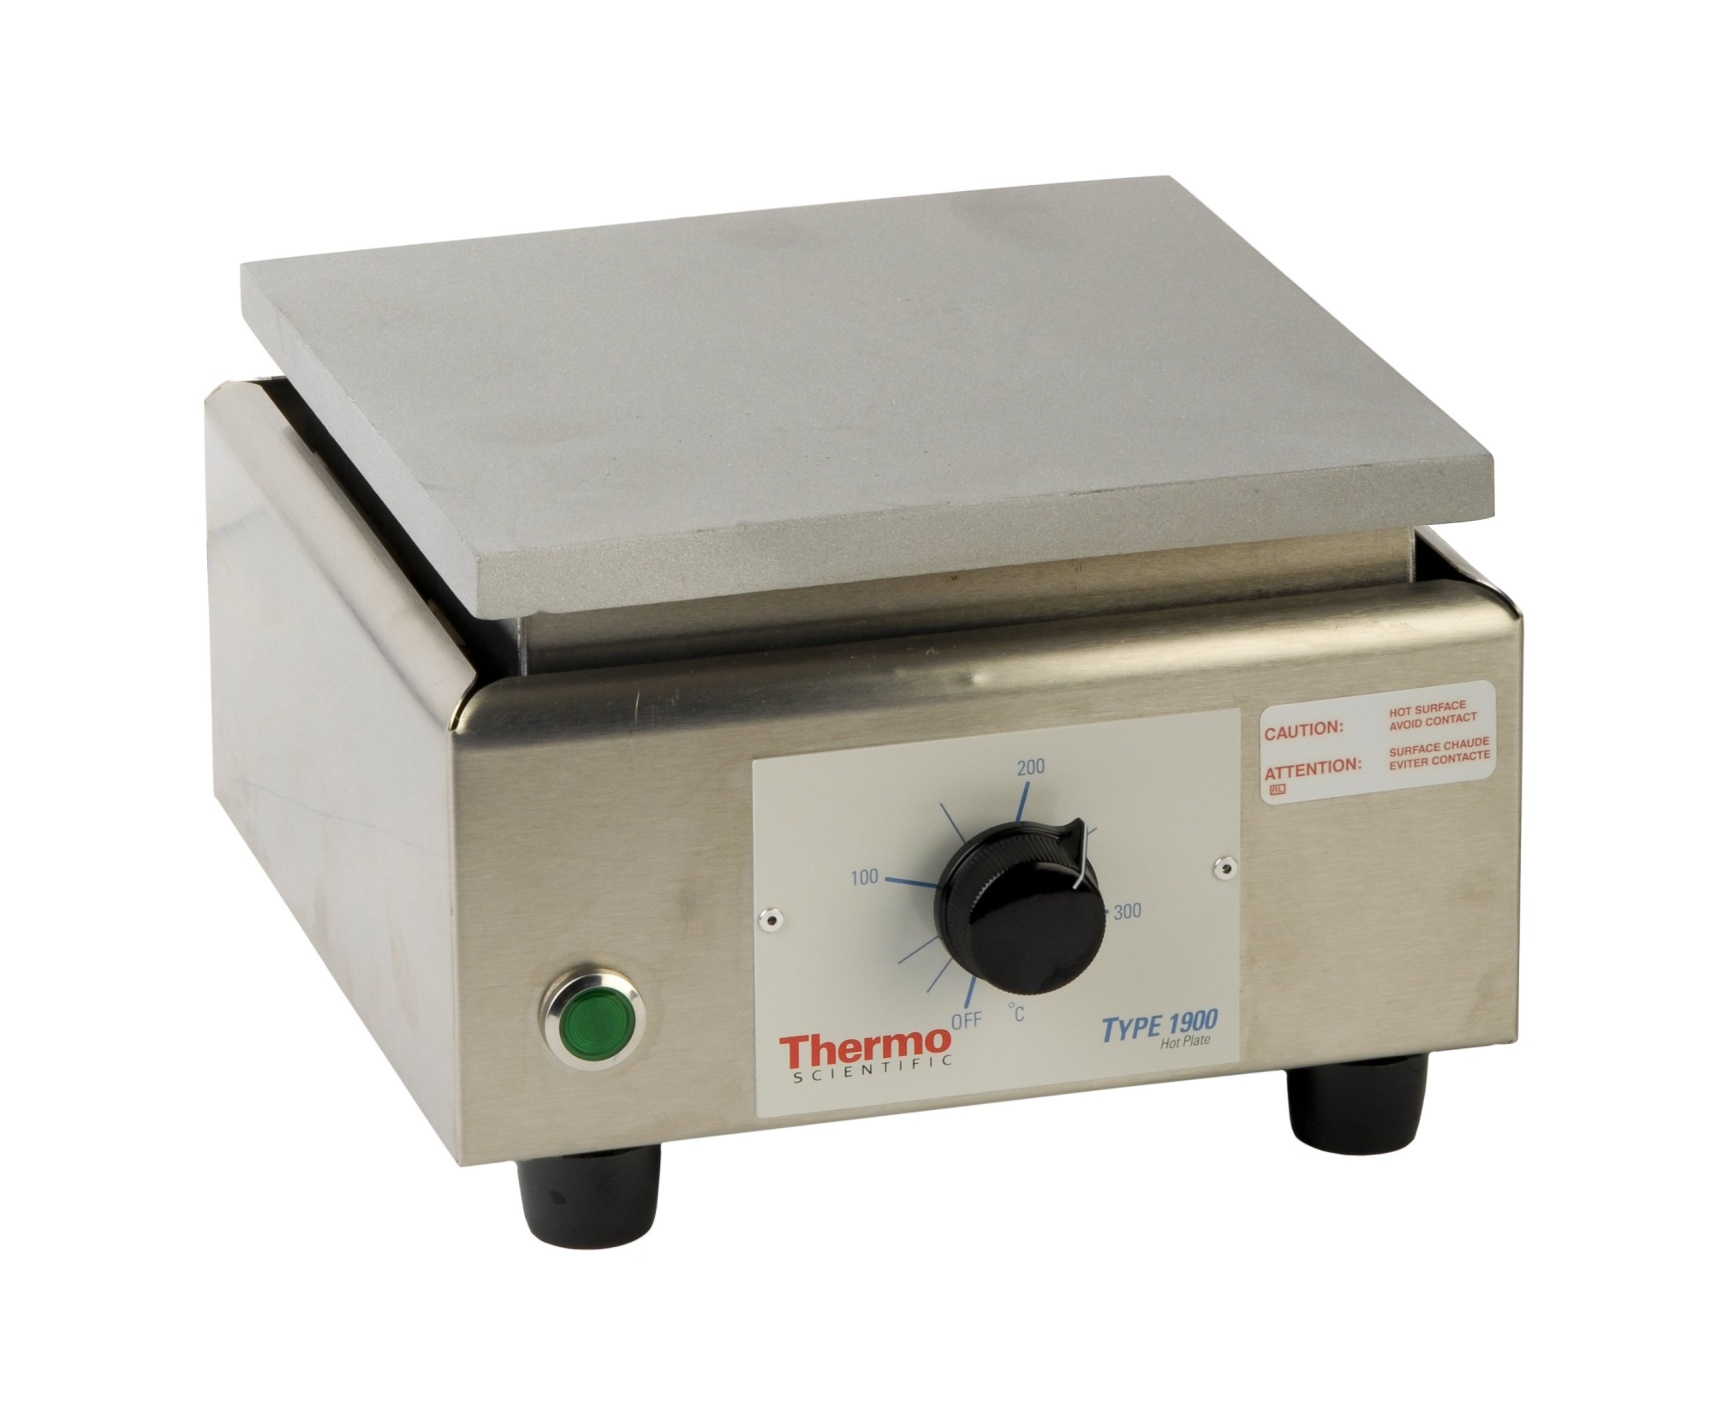 CAUTION:
HOT SURFACE
AVOID CONTACT
ATTENTION:
SURFACE CHAUDE
EVITER CONTACTE
200
100
300
OFF
°C
Thermo
SCIENTIFIC
TYPE 1900
Hot Plate